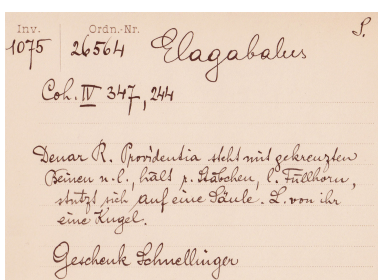 Inv. Ordn.-Nr. S.
1075 26564 Elagabalus
Coh. IV 347, 244
Denar R. Providentia steht mit gekreuzten
Beinen n. l., hält r. Stäbchen, l. Füllhorn,
stützt sich auf eine Säule. L. von ihr
eine Kugel.
Geschenk Schnellinger